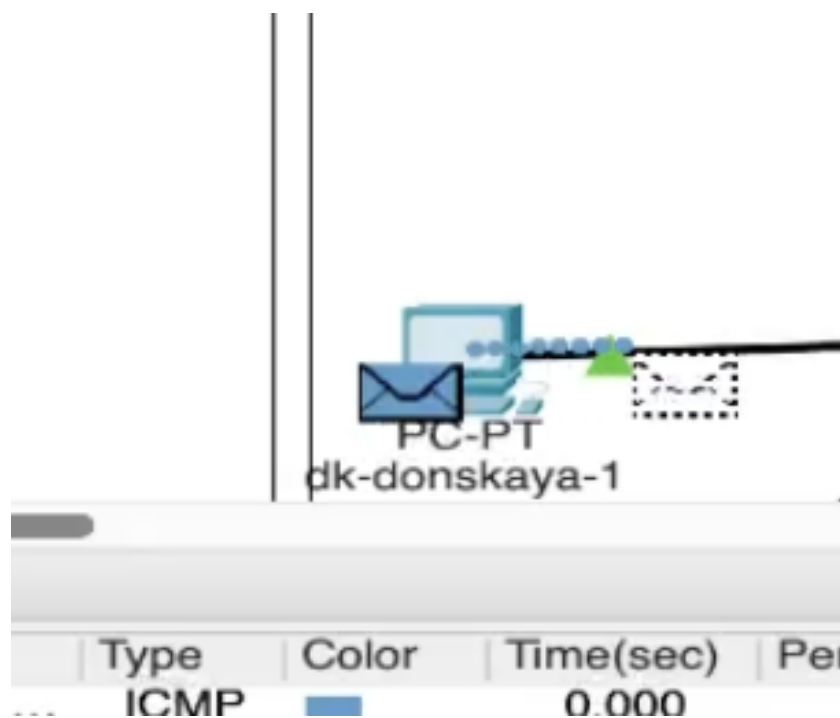 PC-PT
dk-donskaya-1
Type Color Time(sec)
... ICMP 0.000